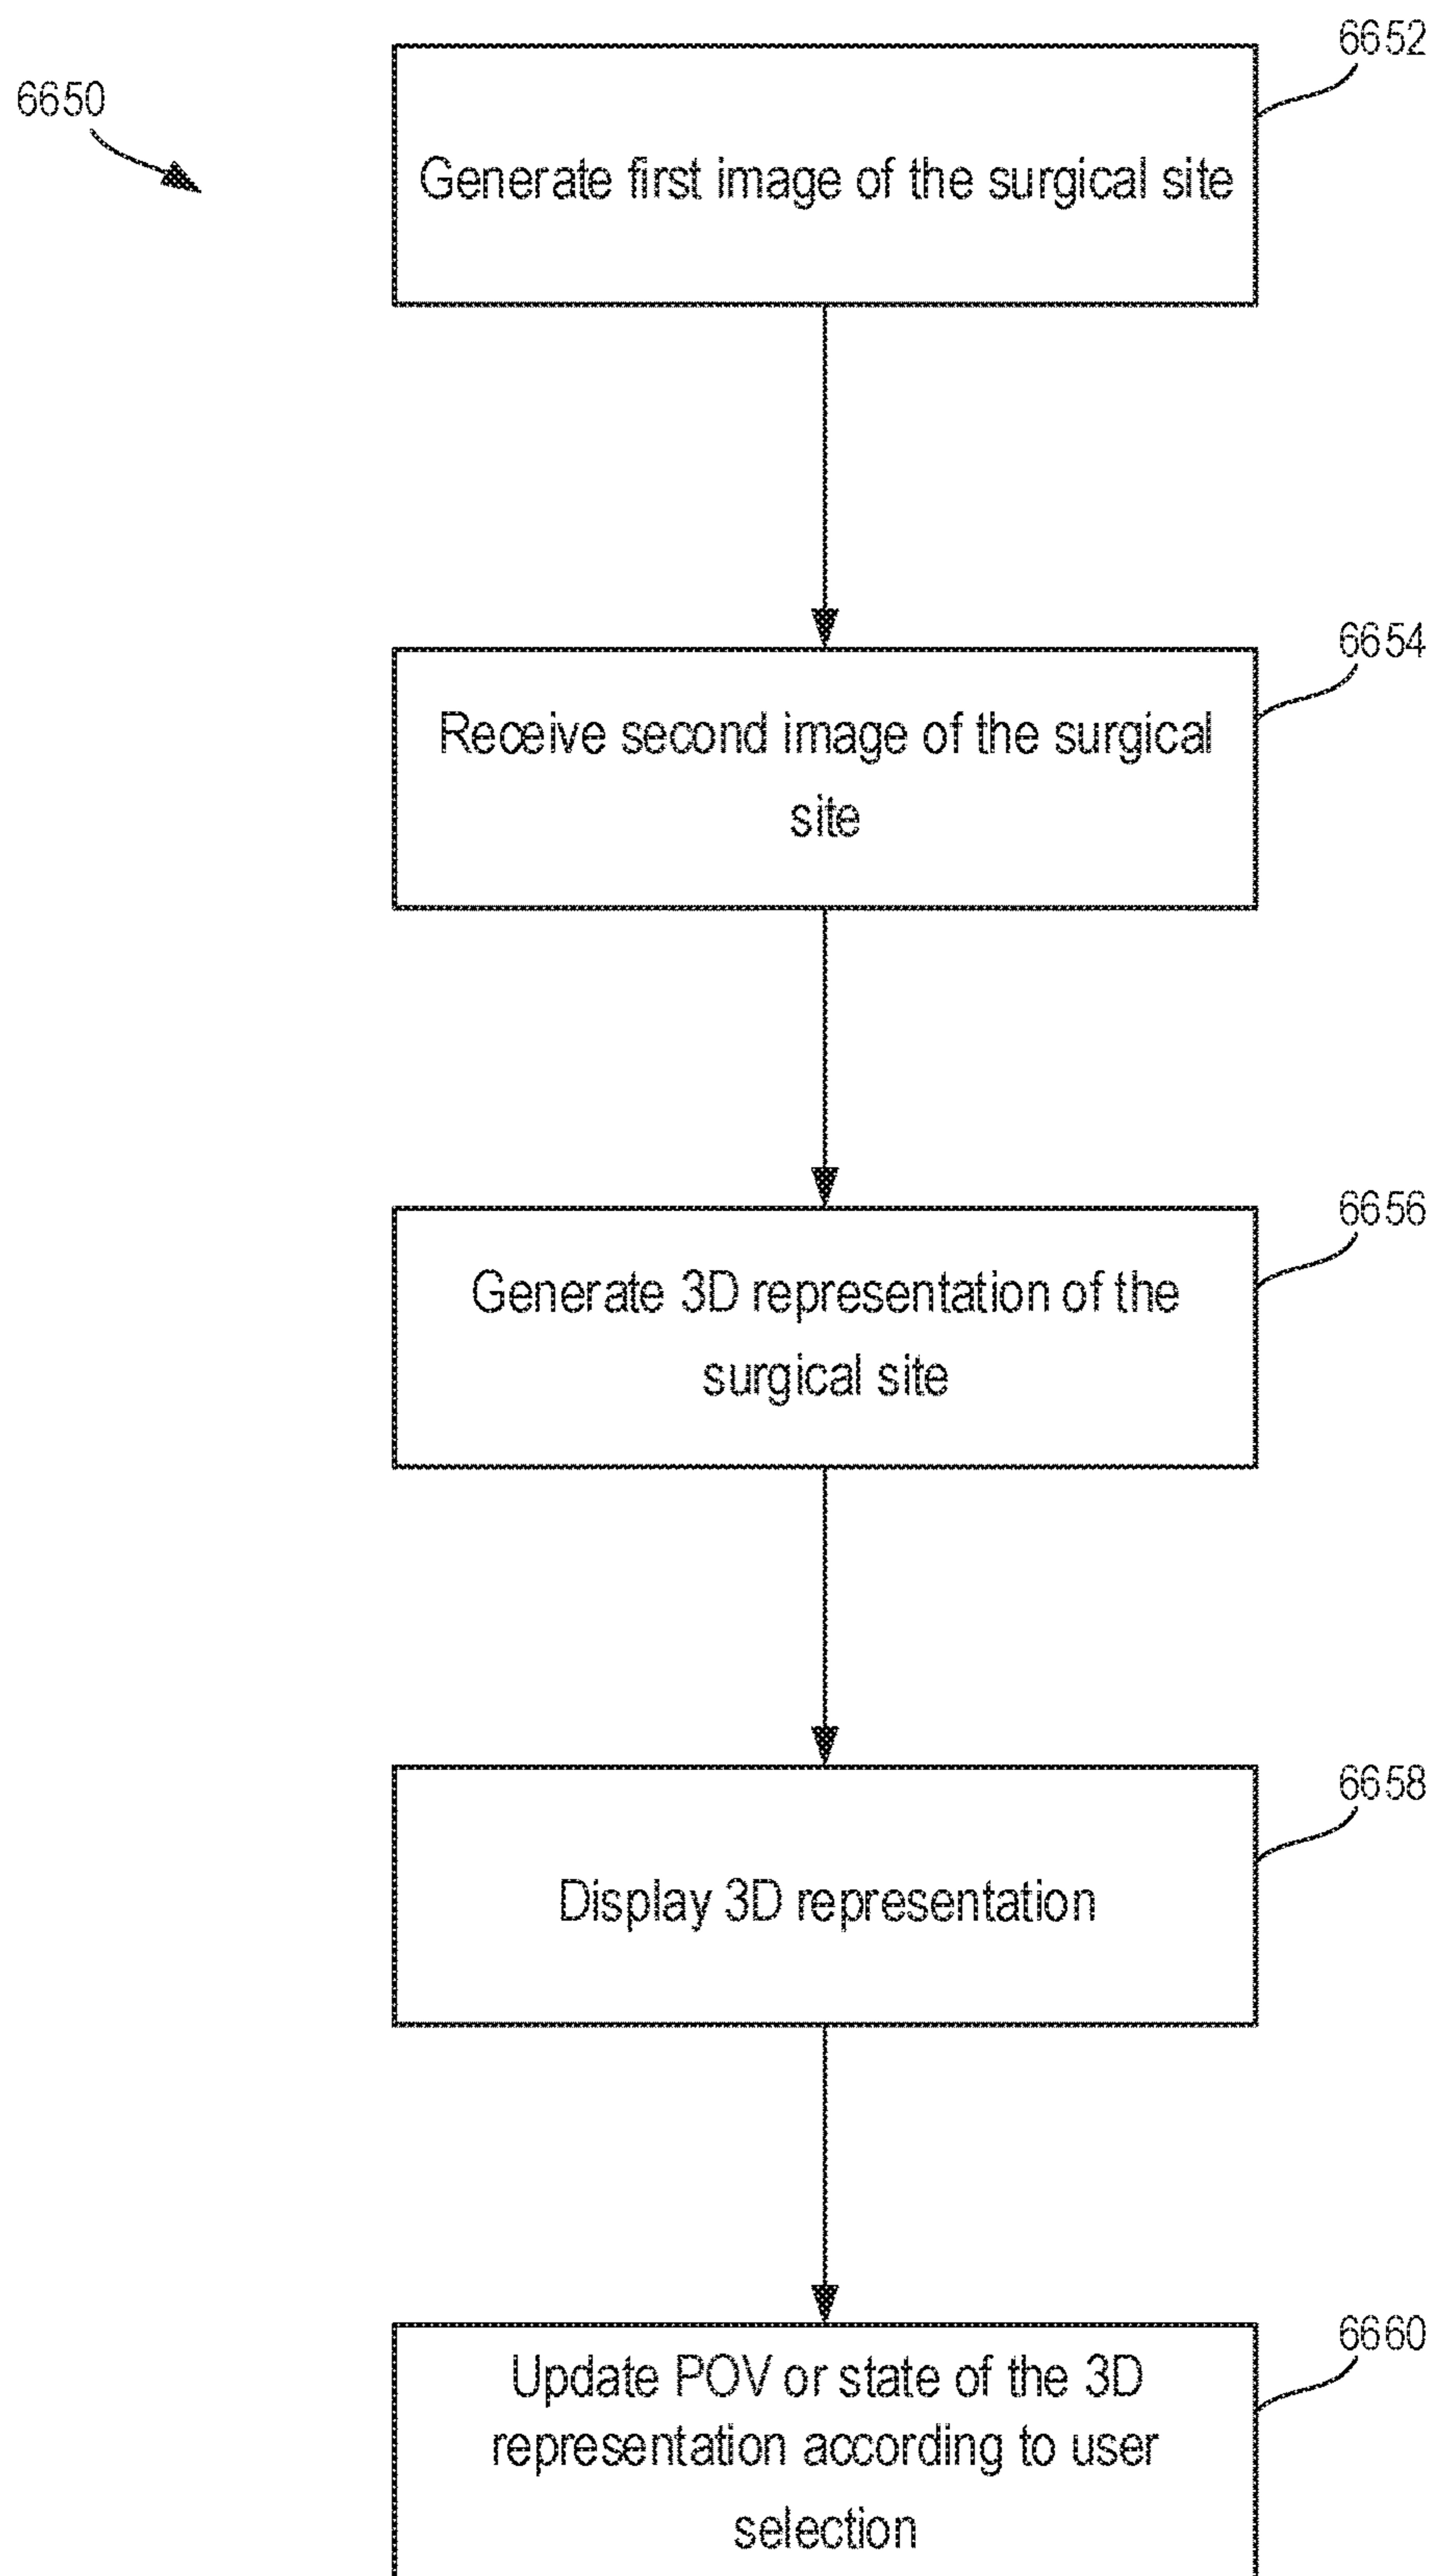 6652
6650
Generate first image of the surgical site
6654
Receive second image of the surgical
site
6656
Generate 3D representation of the
surgical site
6658
Display 3D representation
6660
Update POV or state of the 3D
representation according to user
selection